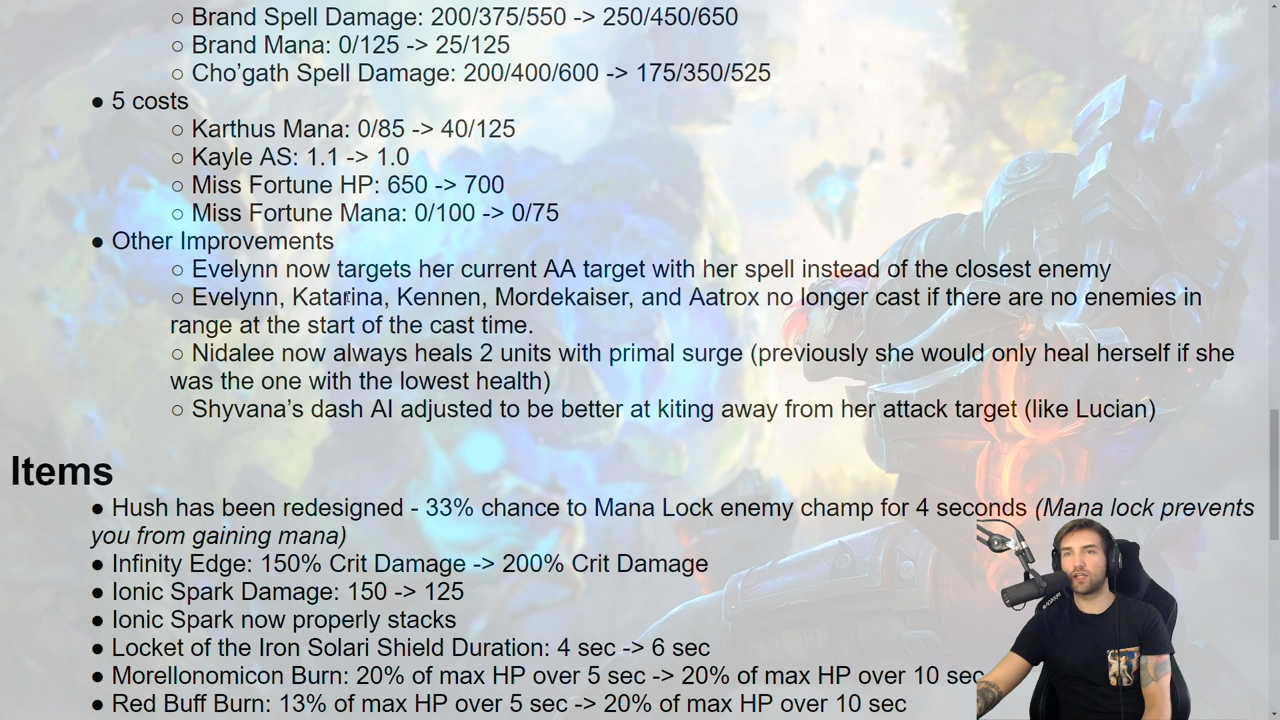 ○ Brand Spell Damage: 200/375/550 -> 250/450/650
○ Brand Mana: 0/125 -> 25/125
○ Cho’gath Spell Damage: 200/400/600 -> 175/350/525
● 5 costs
○ Karthus Mana: 0/85 -> 40/125
○ Kayle AS: 1.1 -> 1.0
○ Miss Fortune HP: 650 -> 700
○ Miss Fortune Mana: 0/100 -> 0/75
● Other Improvements
○ Evelynn now targets her current AA target with her spell instead of the closest enemy
○ Evelynn, Katarina, Kennen, Mordekaiser, and Aatrox no longer cast if there are no enemies in
range at the start of the cast time.
○ Nidalee now always heals 2 units with primal surge (previously she would only heal herself if she
was the one with the lowest health)
○ Shyvana’s dash AI adjusted to be better at kiting away from her attack target (like Lucian)
Items
● Hush has been redesigned - 33% chance to Mana Lock enemy champ for 4 seconds (Mana lock prevents
you from gaining mana)
● Infinity Edge: 150% Crit Damage -> 200% Crit Damage
● Ionic Spark Damage: 150 -> 125
● Ionic Spark now properly stacks
● Locket of the Iron Solari Shield Duration: 4 sec -> 6 sec
● Morellonomicon Burn: 20% of max HP over 5 sec -> 20% of max HP over 10 sec
● Red Buff Burn: 13% of max HP over 5 sec -> 20% of max HP over 10 sec